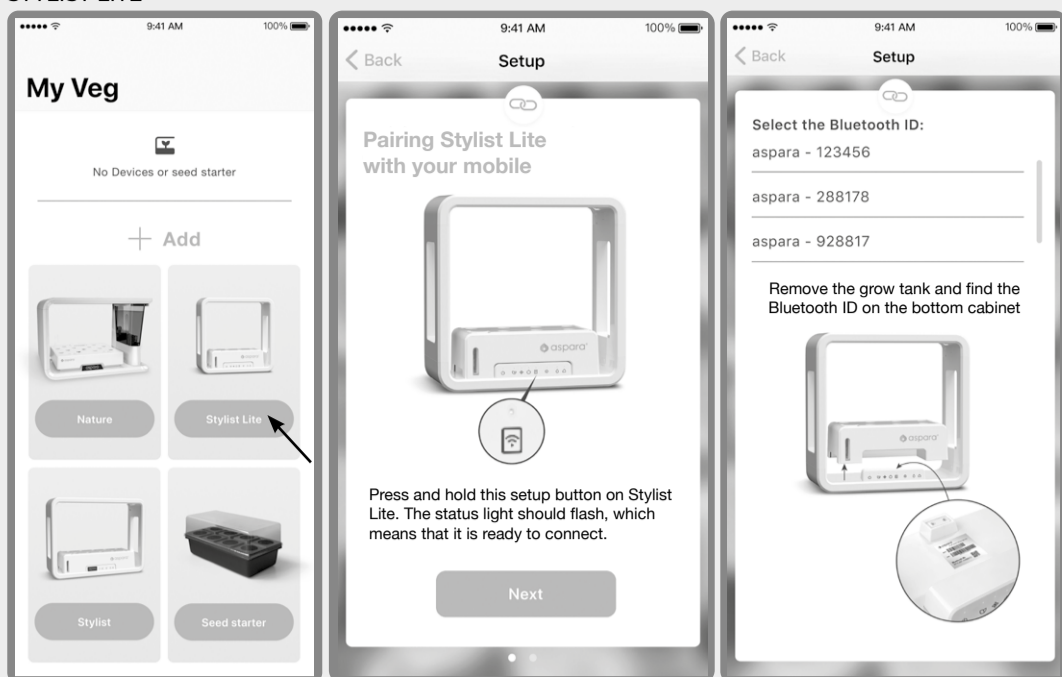 STYLIST LITE
9:41 AM
100%
My Veg
No Devices or seed starter
+ Add
Nature
Stylist Lite
Stylist
Seed starter
9:41 AM
100%
Back
Setup
Pairing Stylist Lite
with your mobile
aspara
Press and hold this setup button on Stylist
Lite. The status light should flash, which
means that it is ready to connect.
Next
9:41 AM
100%
Back
Setup
Select the Bluetooth ID:
aspara - 123456
aspara - 288178
aspara - 928817
Remove the grow tank and find the
Bluetooth ID on the bottom cabinet
aspara